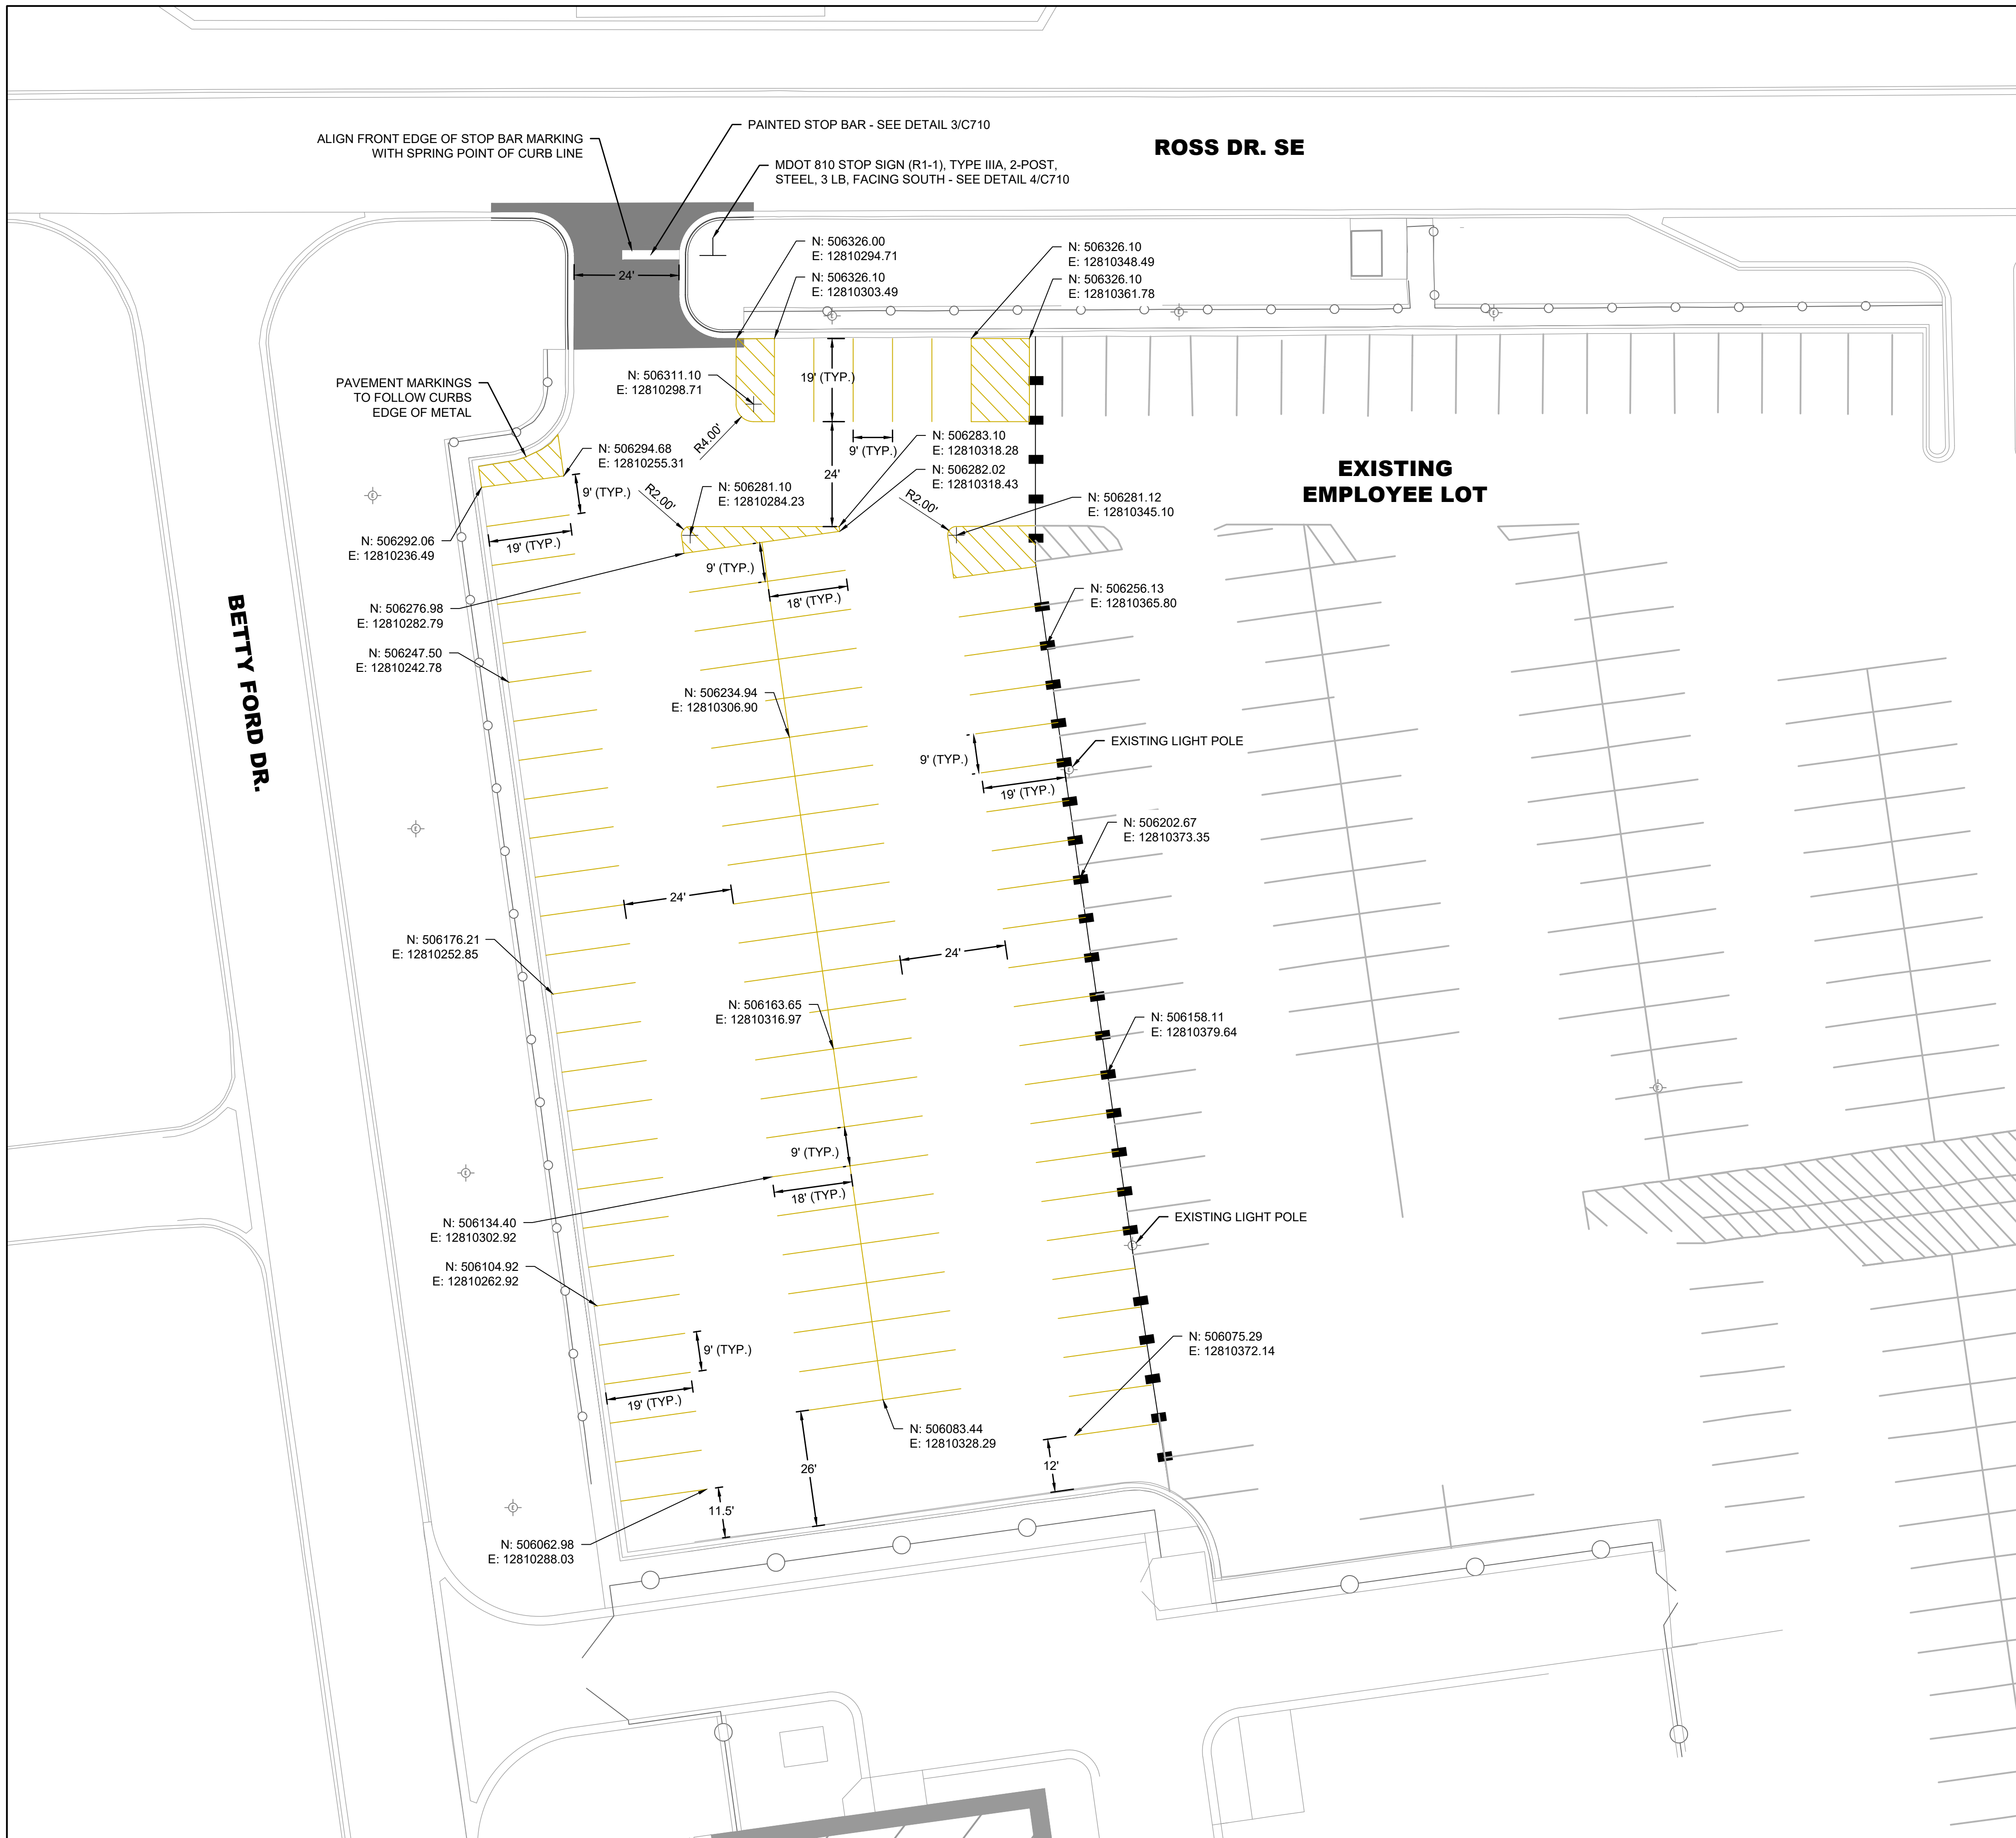 ALIGN FRONT EDGE OF STOP BAR MARKING
WITH SPRING POINT OF CURB LINE
PAINTED STOP BAR - SEE DETAIL 3/C710
MDOT 810 STOP SIGN (R1-1), TYPE IIIA, 2-POST,
STEEL, 3 LB, FACING SOUTH - SEE DETAIL 4/C710
ROSS DR. SE
24'
N: 506326.00
E: 12810294.71
N: 506326.10
E: 12810303.49
N: 506326.10
E: 12810348.49
N: 506326.10
E: 12810361.78
PAVEMENT MARKINGS
TO FOLLOW CURBS
EDGE OF METAL
N: 506311.10
E: 12810298.71
19' (TYP.)
R4.00'
9' (TYP.)
24'
N: 506294.68
E: 12810255.31
9' (TYP.)
N: 506283.10
E: 12810318.28
N: 506282.02
E: 12810318.43
EXISTING
EMPLOYEE LOT
R2.00'
N: 506281.10
E: 12810284.23
R2.00'
N: 506281.12
E: 12810345.10
N: 506292.06
E: 12810236.49
19' (TYP.)
9' (TYP.)
18' (TYP.)
N: 506256.13
E: 12810365.80
N: 506276.98
E: 12810282.79
N: 506247.50
E: 12810242.78
BETTY FORD DR.
N: 506234.94
E: 12810306.90
EXISTING LIGHT POLE
9' (TYP.)
19' (TYP.)
N: 506202.67
E: 12810373.35
24'
N: 506176.21
E: 12810252.85
24'
N: 506163.65
E: 12810316.97
N: 506158.11
E: 12810379.64
9' (TYP.)
18' (TYP.)
N: 506134.40
E: 12810302.92
EXISTING LIGHT POLE
N: 506104.92
E: 12810262.92
9' (TYP.)
19' (TYP.)
N: 506075.29
E: 12810372.14
N: 506083.44
E: 12810328.29
26'
12'
11.5'
N: 506062.98
E: 12810288.03